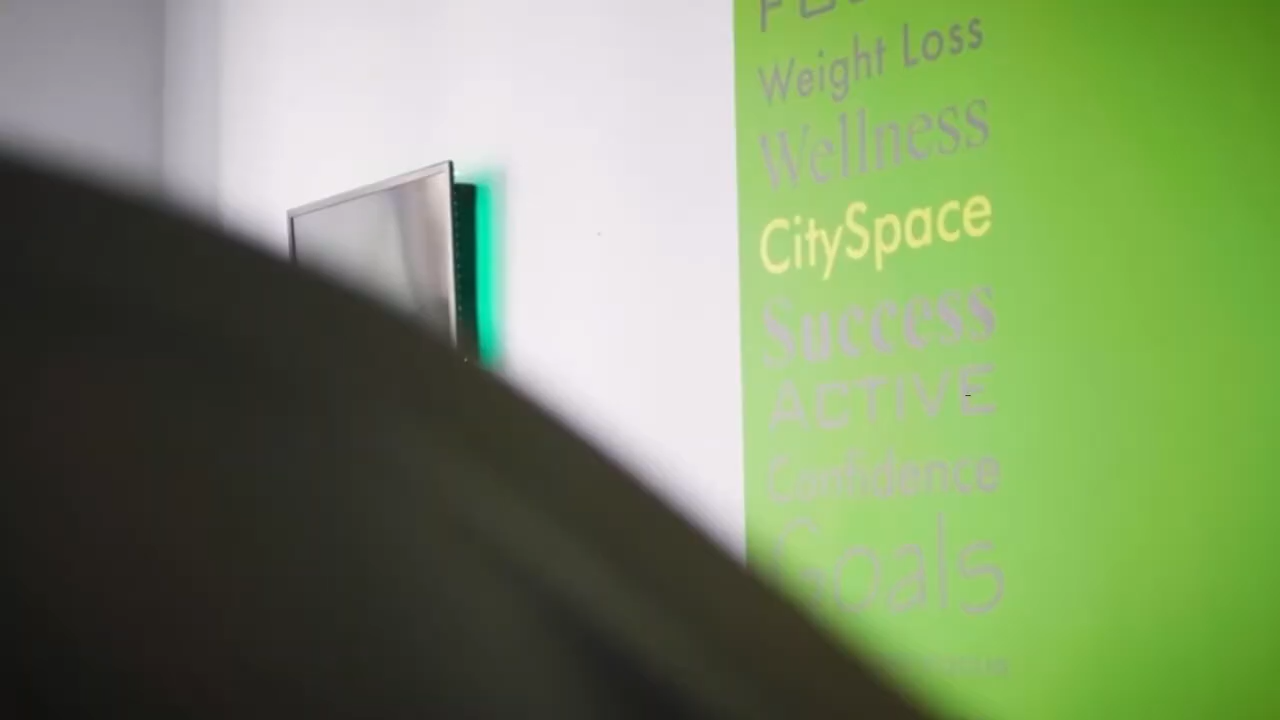 Weight Loss
Wellness
CitySpace
Success
ACTIVE
Confidence
Goals